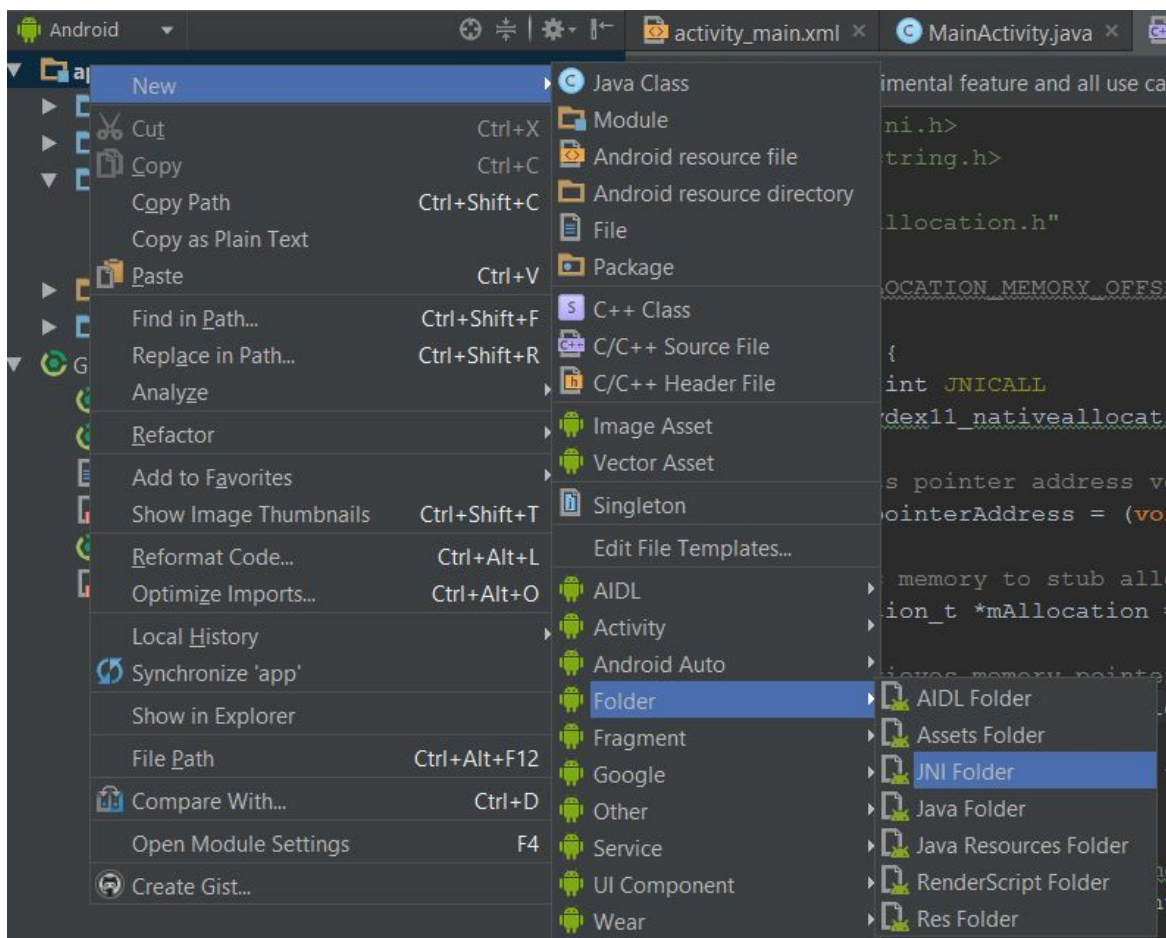 Android
activity_main.xml
MainActivity.java
New
Cut Ctrl+X
Copy Ctrl+C
Copy Path Ctrl+Shift+C
Copy as Plain Text
Paste Ctrl+V
Find in Path... Ctrl+Shift+F
Replace in Path... Ctrl+Shift+R
Analyze
Refactor
Add to Favorites
Show Image Thumbnails Ctrl+Shift+T
Reformat Code... Ctrl+Alt+L
Optimize Imports... Ctrl+Alt+O
Local History
Synchronize 'app'
Show in Explorer
File Path Ctrl+Alt+F12
Compare With... Ctrl+D
Open Module Settings F4
Create Gist...
Java Class
Module
Android resource file
Android resource directory
File
Package
C++ Class
C/C++ Source File
C/C++ Header File
Image Asset
Vector Asset
Singleton
Edit File Templates...
AIDL
Activity
Android Auto
Folder
Fragment
Google
Other
Service
UI Component
Wear
AIDL Folder
Assets Folder
JNI Folder
Java Folder
Java Resources Folder
RenderScript Folder
Res Folder
imental feature and all use ca
ni.h>
tring.h>
llocation.h"
OCATION_MEMORY_OFFS
{
int JNICALL
dex11_nativeallocat
s pointer address v
ointerAddress = (vo
memory to stub all
ion_t *mAllocation =